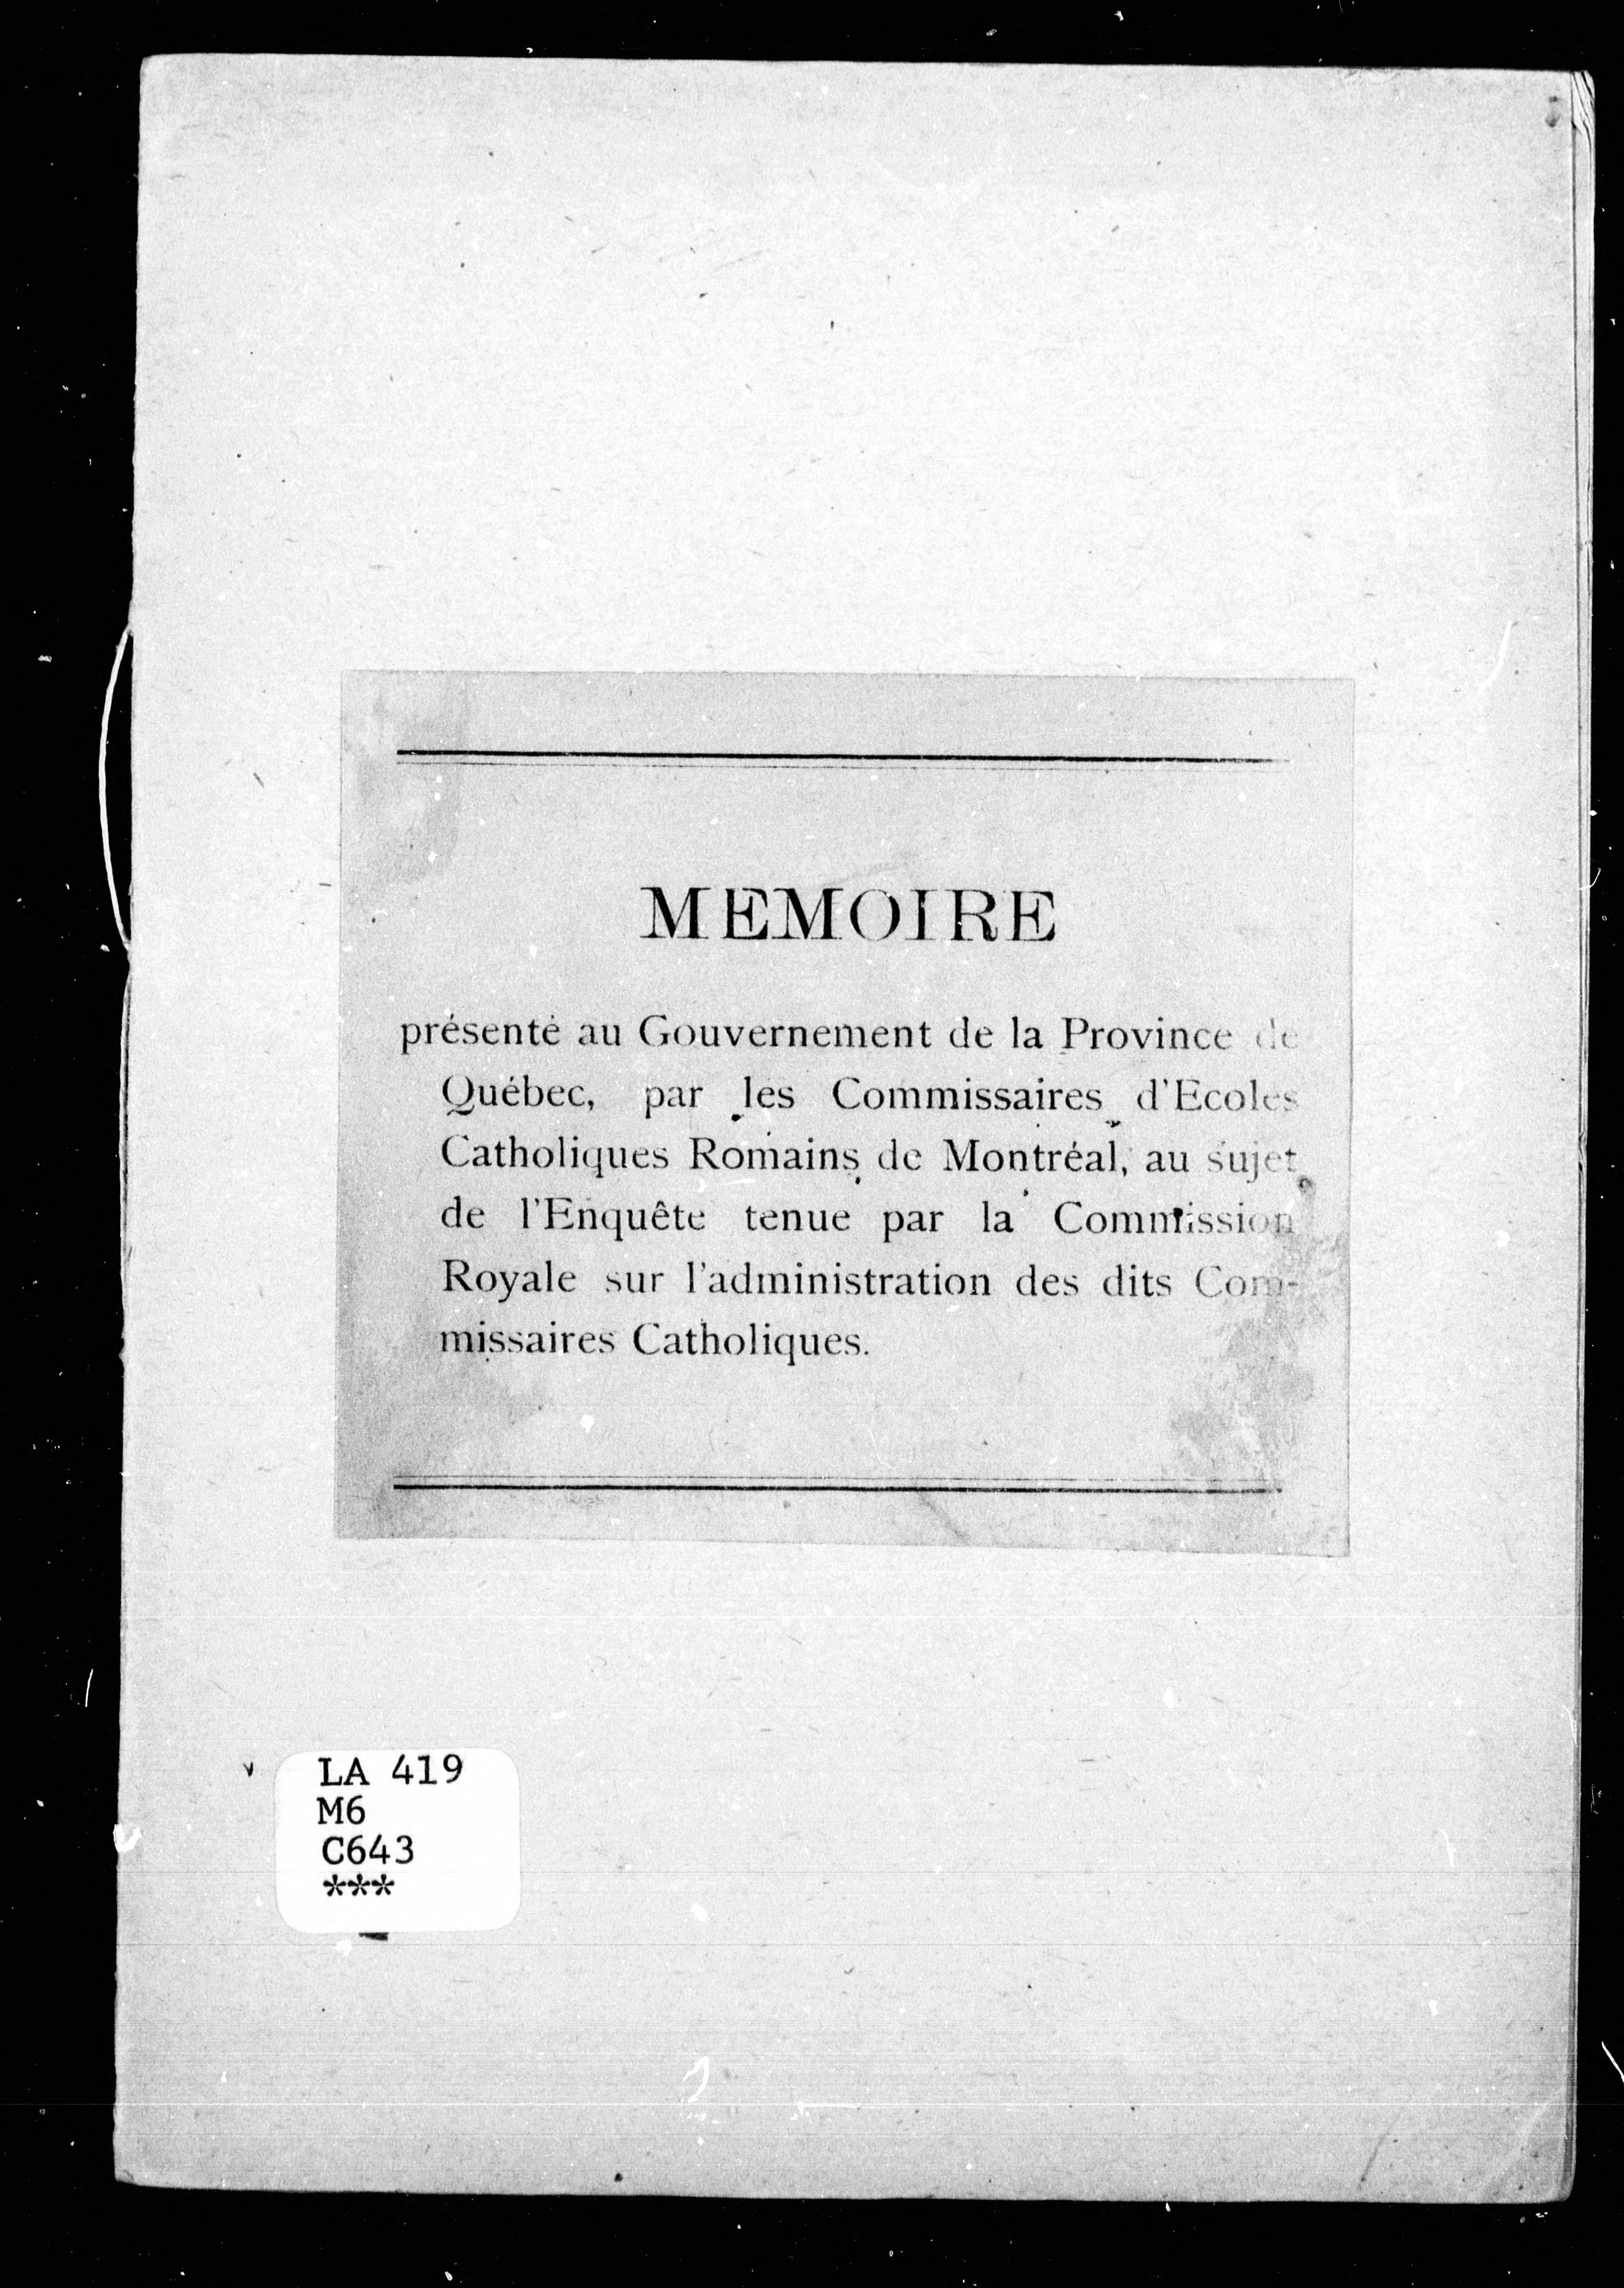 MEMOIRE
présenté au Gouvernement de la Province de
Québec, par les Commissaires d'Ecoles
Catholiques Romains de Montréal, au sujet
de l'Enquête tenue par la Commission
Royale sur l'administration des dits Com-
missaires Catholiques.
LA 419
M6
C643
***